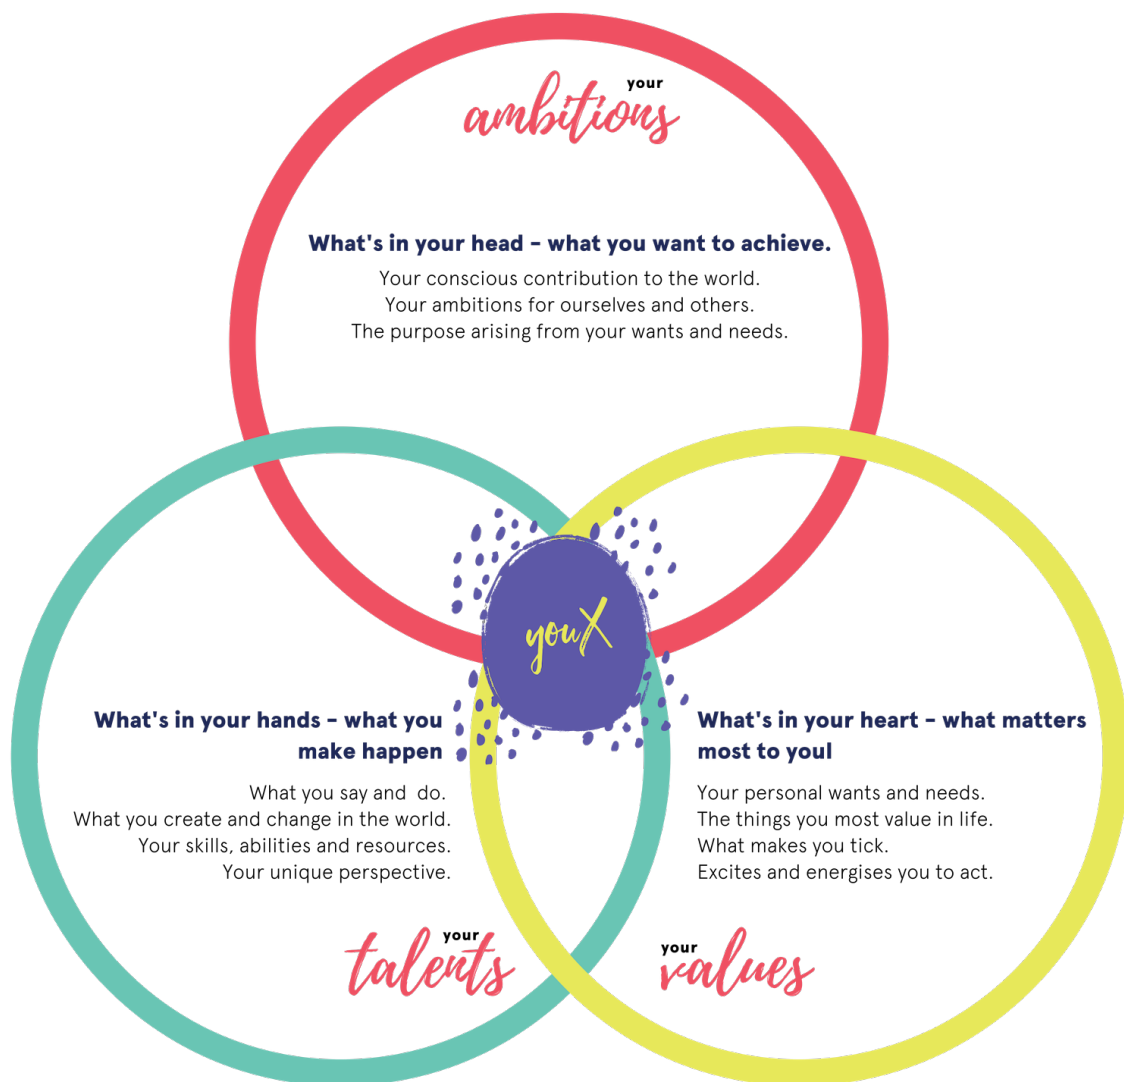 your
ambitions
What's in your head - what you want to achieve.
Your conscious contribution to the world.
Your ambitions for ourselves and others.
The purpose arising from your wants and needs.
youX
What's in your hands - what you
make happen
What you say and  do.
What you create and change in the world.
Your skills, abilities and resources.
Your unique perspective.
your
talents
What's in your heart - what matters
most to youl
Your personal wants and needs.
The things you most value in life.
What makes you tick.
Excites and energises you to act.
your
values